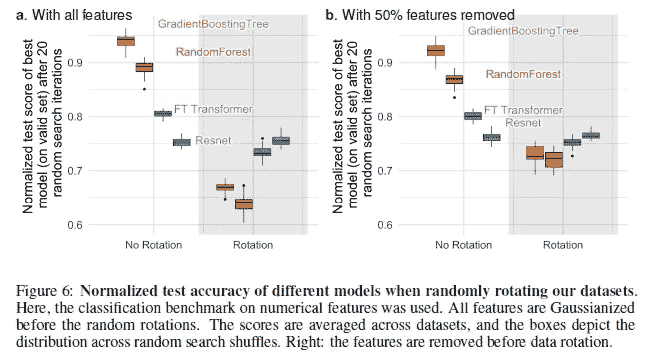 a. With all features
GradientBoostingTree
RandomForest
FT Transformer
Resnet
Normalized test score of best
model (on valid set) after 20
random search iterations
0.9
0.8
0.7
0.6
No Rotation
Rotation
b. With 50% features removed
GradientBoostingTree
RandomForest
FT Transformer
Resnet
Normalized test score of best
model (on valid set) after 20
random search iterations
0.9
0.8
0.7
0.6
No Rotation
Rotation
Figure 6: Normalized test accuracy of different models when randomly rotating our datasets.
Here, the classification benchmark on numerical features was used. All features are Gaussianized
before the random rotations. The scores are averaged across datasets, and the boxes depict the
distribution across random search shuffles. Right: the features are removed before data rotation.